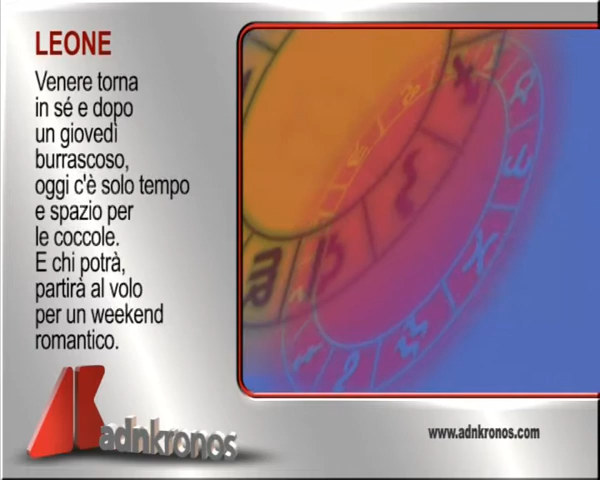 LEONE
Venere torna
in sé e dopo
un giovedì
burrascoso,
oggi c'è solo tempo
e spazio per
le coccole.
E chi potrà,
partirà al volo
per un weekend
romantico.
adnkronos
www.adnkronos.com